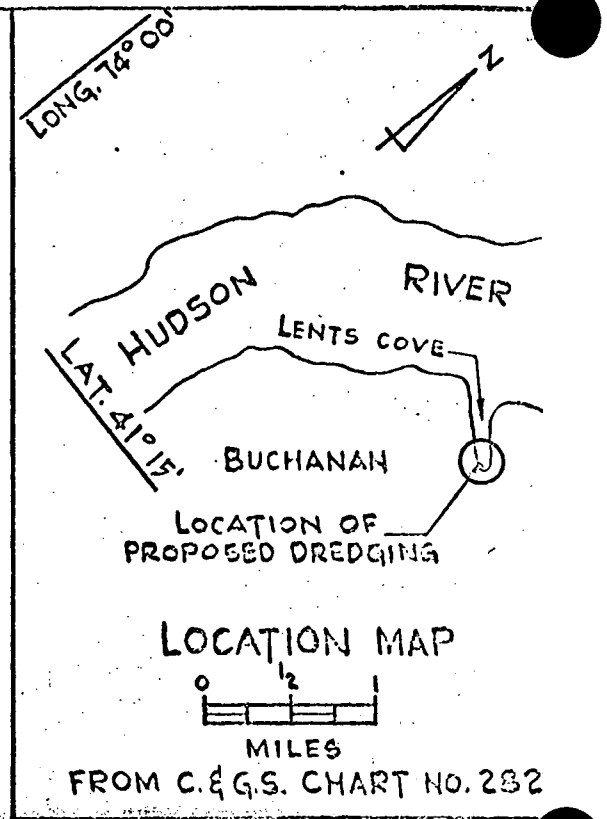 LONG. 74° 00'
N
HUDSON RIVER
LENTS COVE
LAT. 41° 15'
BUCHANAN
LOCATION OF
PROPOSED DREDGING
LOCATION MAP
0 1/2 1
MILES
FROM C. & G.S. CHART NO. 282